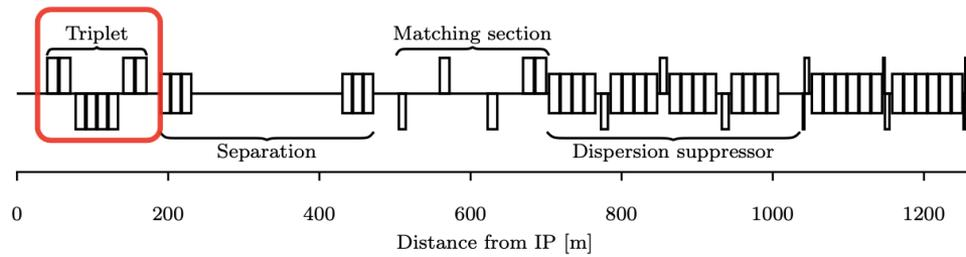 Triplet
Matching section
Separation
Dispersion suppressor
0 200 400 600 800 1000 1200
Distance from IP [m]